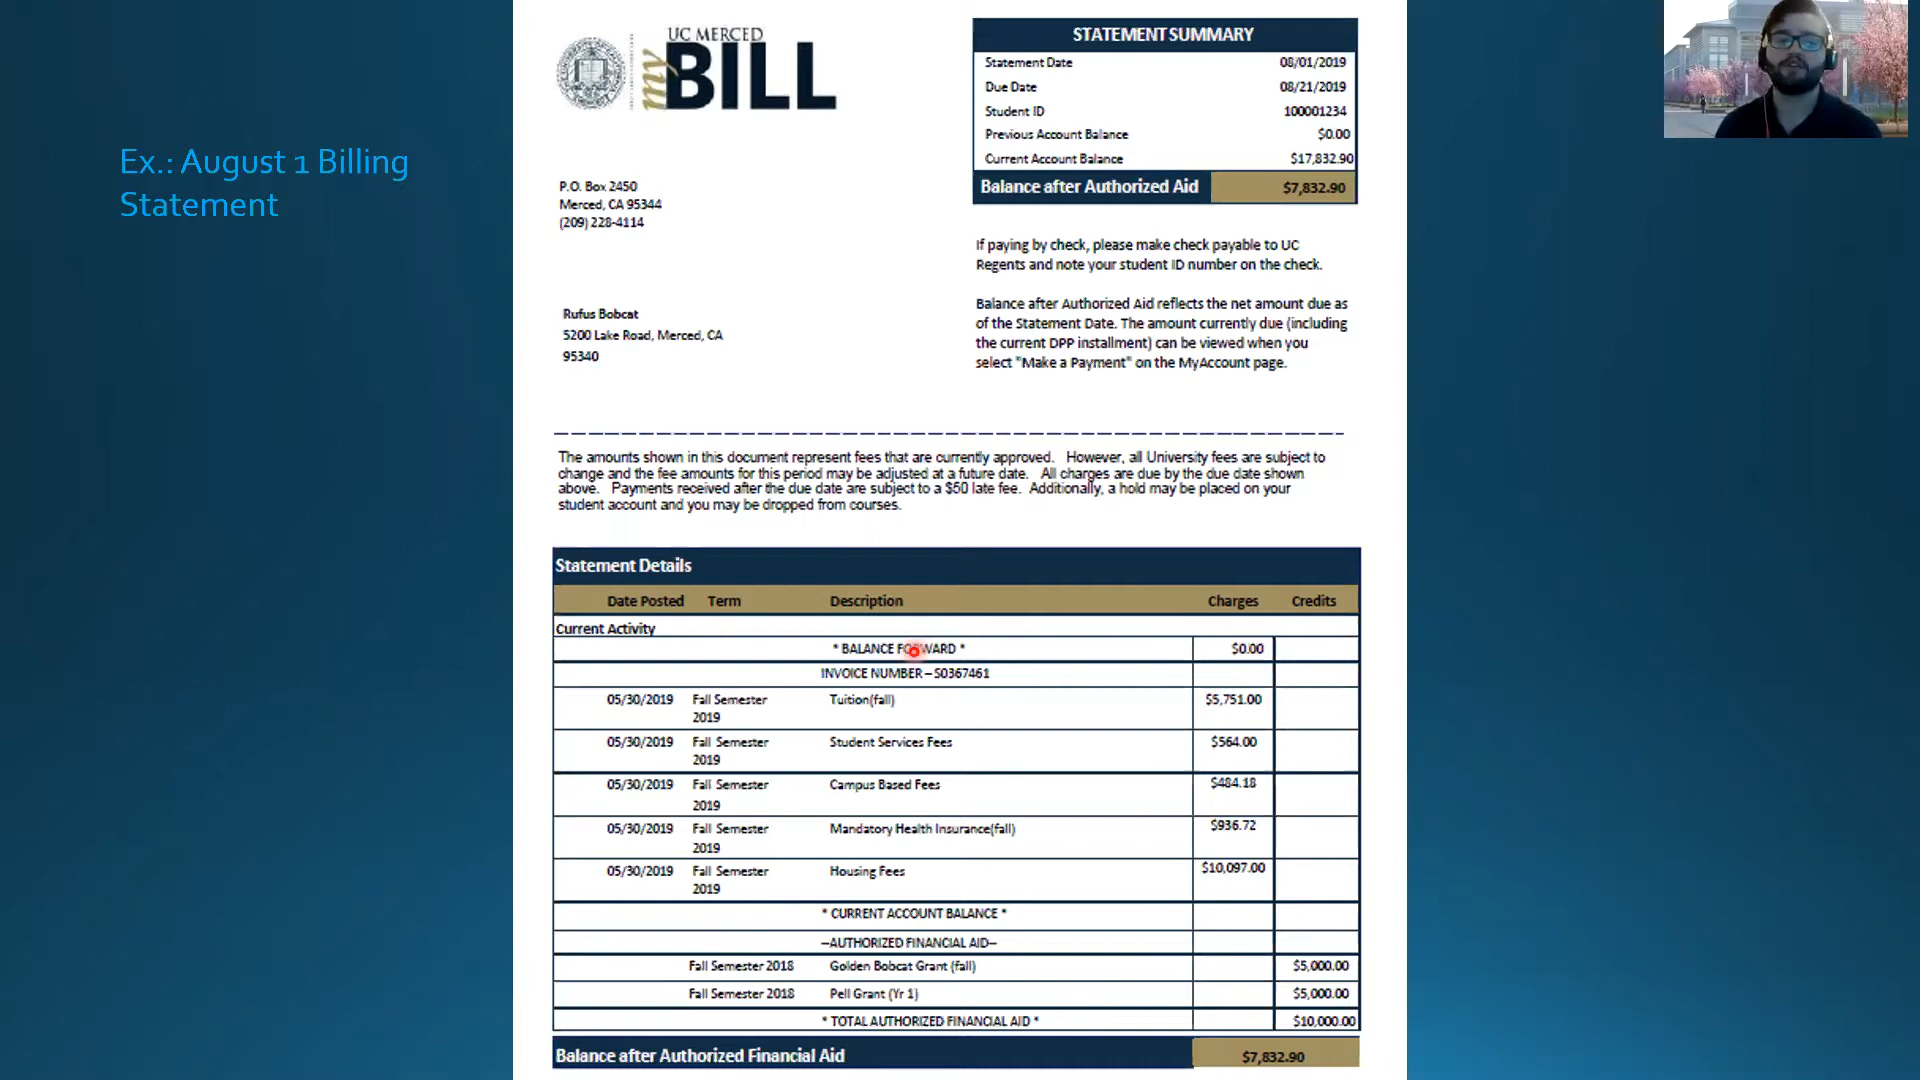 Ex.: August 1 Billing
Statement
UC MERCED
my BILL
P.O. Box 2450
Merced, CA 95344
(209) 228-4114
Rufus Bobcat
5200 Lake Road, Merced, CA
95340
STATEMENT SUMMARY
Statement Date 08/01/2019
Due Date 08/21/2019
Student ID 100001234
Previous Account Balance $0.00
Current Account Balance $17,832.90
Balance after Authorized Aid $7,832.90
If paying by check, please make check payable to UC
Regents and note your student ID number on the check.
Balance after Authorized Aid reflects the net amount due as
of the Statement Date. The amount currently due (including
the current DPP installment) can be viewed when you
select "Make a Payment" on the MyAccount page.
The amounts shown in this document represent fees that are currently approved. However, all University fees are subject to
change and the fee amounts for this period may be adjusted at a future date. All charges are due by the due date shown
above. Payments received after the due date are subject to a $50 late fee. Additionally, a hold may be placed on your
student account and you may be dropped from courses.
Statement Details
Date Posted Term Description Charges Credits
Current Activity
* BALANCE FORWARD * $0.00
INVOICE NUMBER – S0367461
05/30/2019 Fall Semester Tuition(fall) $5,751.00
2019
05/30/2019 Fall Semester Student Services Fees $564.00
2019
05/30/2019 Fall Semester Campus Based Fees $484.18
2019
05/30/2019 Fall Semester Mandatory Health Insurance(fall) $936.72
2019
05/30/2019 Fall Semester Housing Fees $10,097.00
2019
* CURRENT ACCOUNT BALANCE *
--AUTHORIZED FINANCIAL AID--
Fall Semester 2018 Golden Bobcat Grant (fall) $5,000.00
Fall Semester 2018 Pell Grant (Yr 1) $5,000.00
* TOTAL AUTHORIZED FINANCIAL AID * $10,000.00
Balance after Authorized Financial Aid $7,832.90